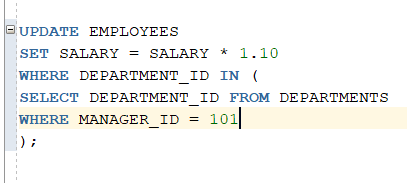 UPDATE EMPLOYEES
SET SALARY = SALARY * 1.10
WHERE DEPARTMENT_ID IN (
SELECT DEPARTMENT_ID FROM DEPARTMENTS
WHERE MANAGER_ID = 101
);